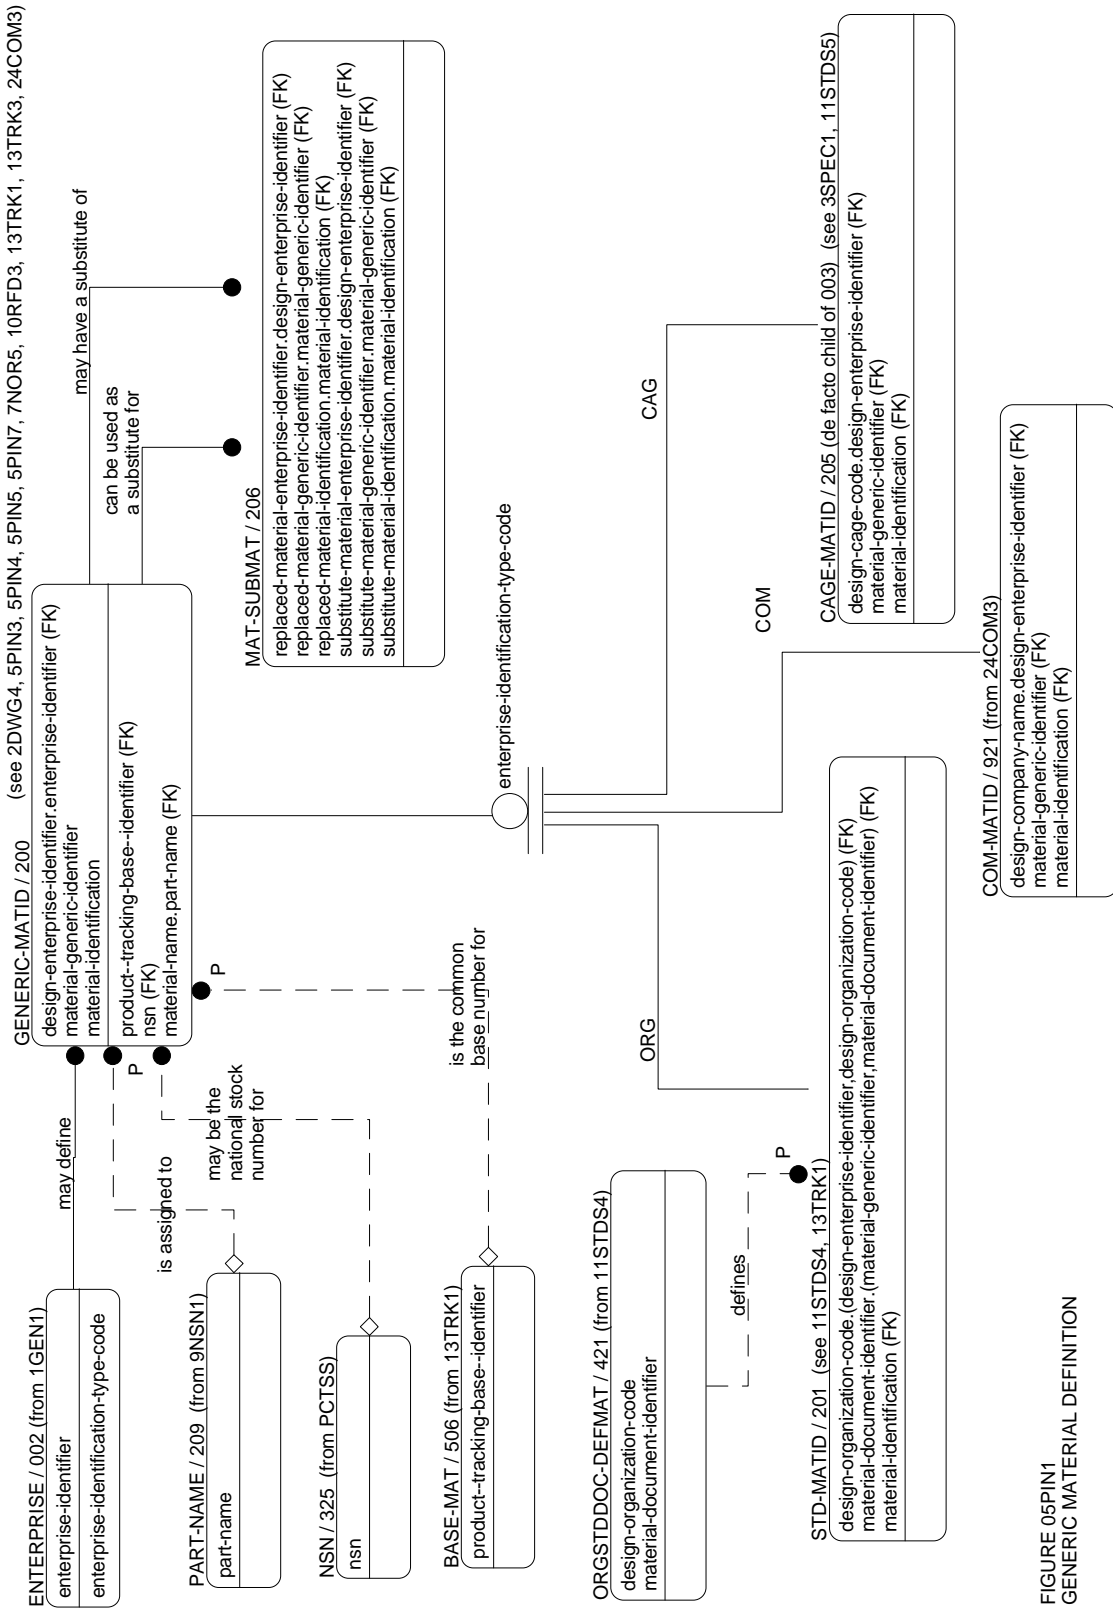 GENERIC-MATID / 200 (see 2DWG4, 5PIN3, 5PIN4, 5PIN5, 5PIN7, 7NOR5, 10RFD3, 13TRK1, 13TRK3, 24COM3)
design-enterprise-identifier.enterprise-identifier (FK)
material-generic-identifier
material-identification
product--tracking-base--identifier (FK)
nsn (FK)
material-name.part-name (FK)
ENTERPRISE / 002 (from 1GEN1)
enterprise-identifier
enterprise-identification-type-code
may define
P
is assigned to
PART-NAME / 209 (from 9NSN1)
part-name
may be the
national stock
number for
NSN / 325 (from PCTSS)
nsn
P
is the common
base number for
BASE-MAT / 506 (from 13TRK1)
product--tracking-base--identifier
may have a substitute of
can be used as
a substitute for
MAT-SUBMAT / 206
replaced-material-enterprise-identifier.design-enterprise-identifier (FK)
replaced-material-generic-identifier.material-generic-identifier (FK)
replaced-material-identification.material-identification (FK)
substitute-material-enterprise-identifier.design-enterprise-identifier (FK)
substitute-material-generic-identifier.material-generic-identifier (FK)
substitute-material-identification.material-identification (FK)
enterprise-identification-type-code
ORG
COM
CAG
ORGSTDDOC-DEFMAT / 421 (from 11STDS4)
design-organization-code
material-document-identifier
defines
P
STD-MATID / 201 (see 11STDS4, 13TRK1)
design-organization-code.(design-enterprise-identifier,design-organization-code) (FK)
material-document-identifier.(material-generic-identifier,material-document-identifier) (FK)
material-identification (FK)
COM-MATID / 921 (from 24COM3)
design-company-name.design-enterprise-identifier (FK)
material-generic-identifier (FK)
material-identification (FK)
CAGE-MATID / 205 (de facto child of 003) (see 3SPEC1, 11STDS5)
design-cage-code.design-enterprise-identifier (FK)
material-generic-identifier (FK)
material-identification (FK)
FIGURE 05PIN1
GENERIC MATERIAL DEFINITION